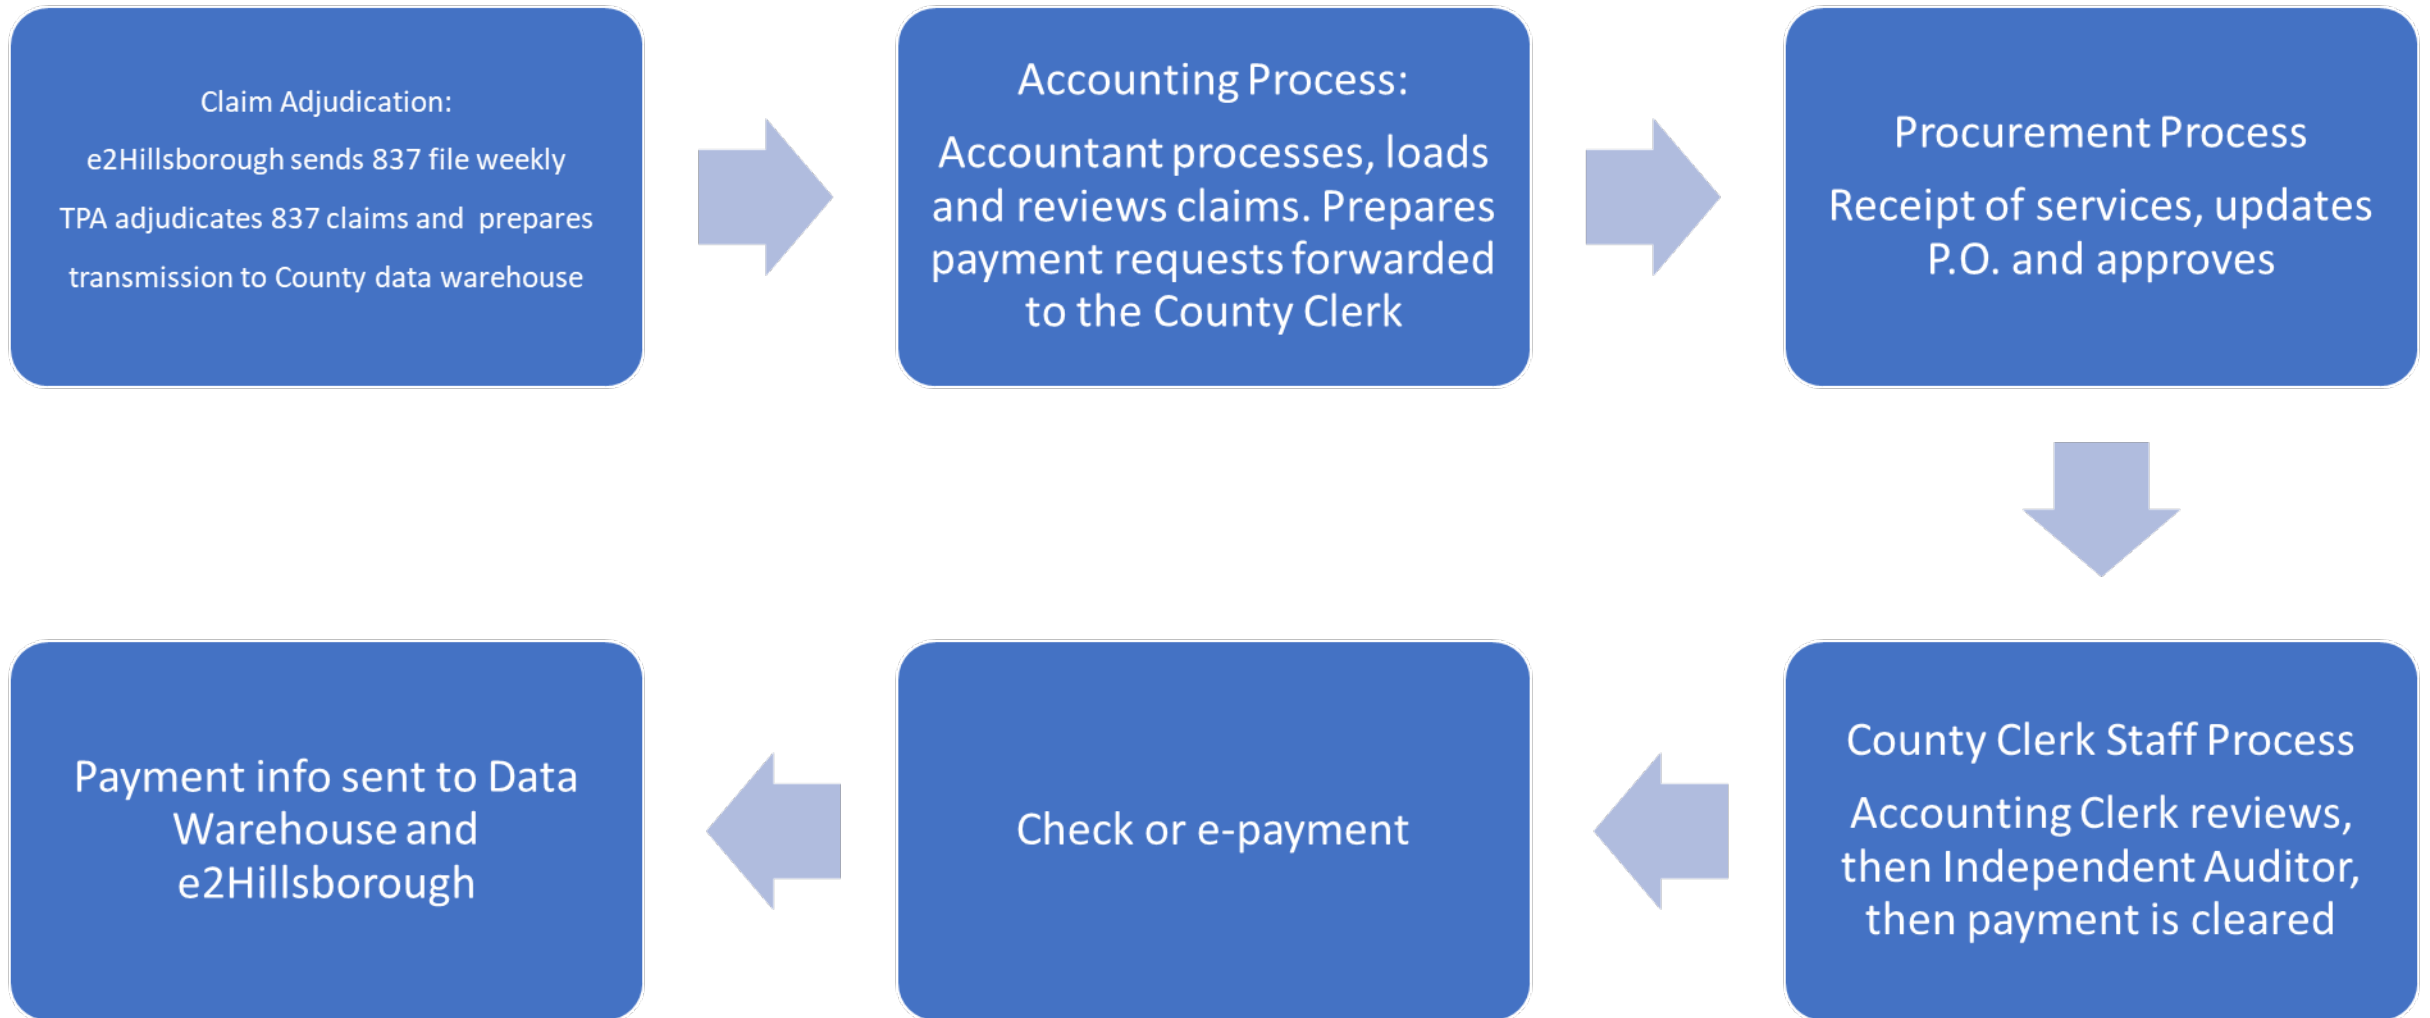 Claim Adjudication:
e2Hillsborough sends 837 file weekly
TPA adjudicates 837 claims and prepares
transmission to County data warehouse
Accounting Process:
Accountant processes, loads
and reviews claims. Prepares
payment requests forwarded
to the County Clerk
Procurement Process
Receipt of services, updates
P.O. and approves
County Clerk Staff Process
Accounting Clerk reviews,
then Independent Auditor,
then payment is cleared
Check or e-payment
Payment info sent to Data
Warehouse and
e2Hillsborough